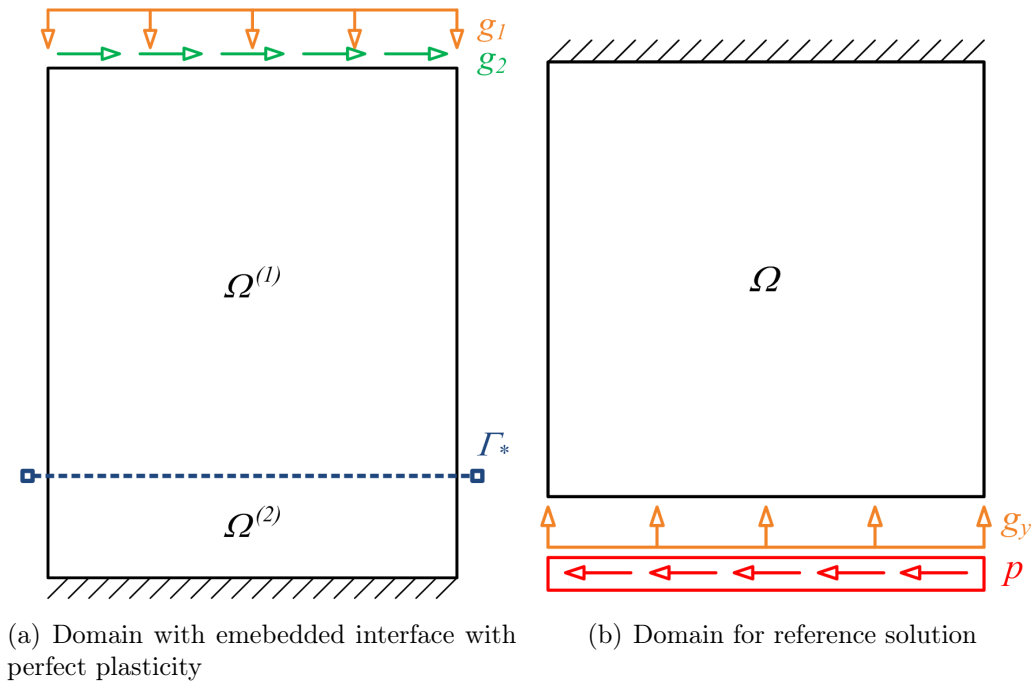 g1
g2
Ω(1)
Γ*
Ω(2)
(a) Domain with emebedded interface with
perfect plasticity
Ω
gy
p
(b) Domain for reference solution